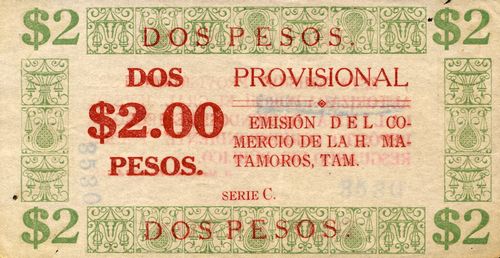 $2 DOS PESOS. $2
DOS PROVISIONAL
$2.00
EMISIÓN DEL CO-
MERCIO DE LA H. MA-
TAMOROS, TAM.
PESOS.
SERIE C.
$2 DOS PESOS. $2